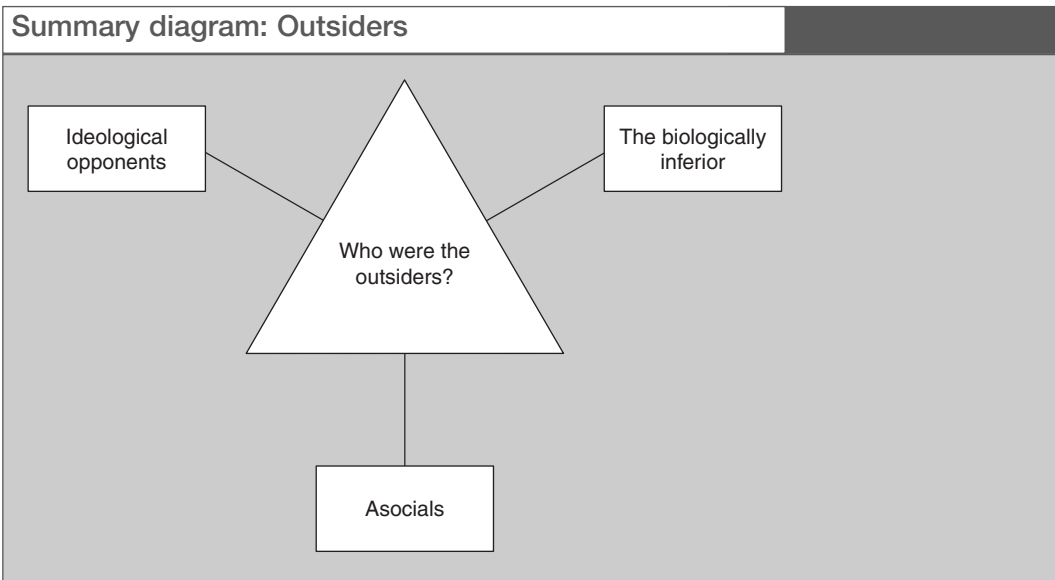 Summary diagram: Outsiders
Ideological
opponents
The biologically
inferior
Who were the
outsiders?
Asocials